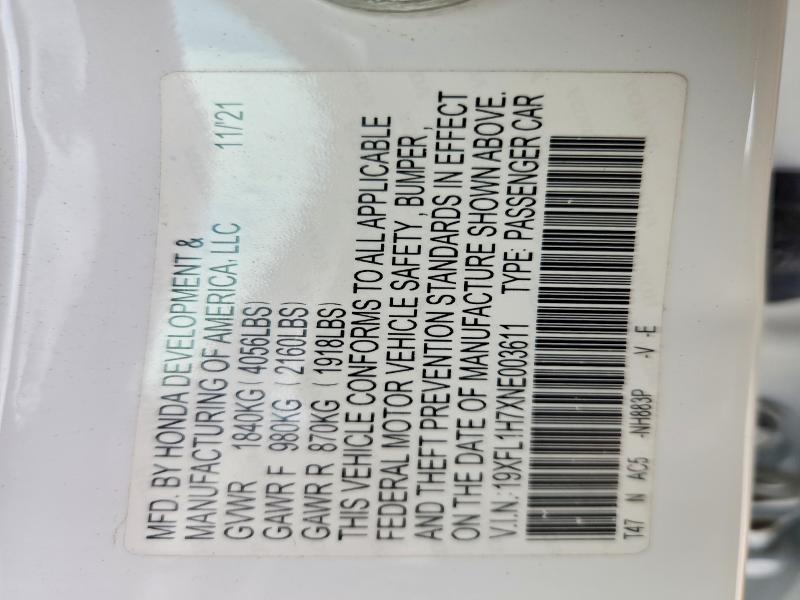 MFD. BY HONDA DEVELOPMENT &
MANUFACTURING OF AMERICA, LLC 11/'21
GVWR 1840KG (4056LBS)
GAWR F 980KG (2160LBS)
GAWR R 870KG (1918LBS)
THIS VEHICLE CONFORMS TO ALL APPLICABLE
FEDERAL MOTOR VEHICLE SAFETY, BUMPER,
AND THEFT PREVENTION STANDARDS IN EFFECT
ON THE DATE OF MANUFACTURE SHOWN ABOVE.
V.I.N.: 19XFL1H7XNE003611 TYPE: PASSENGER CAR
T47 N AC5 -NH883P -V -E